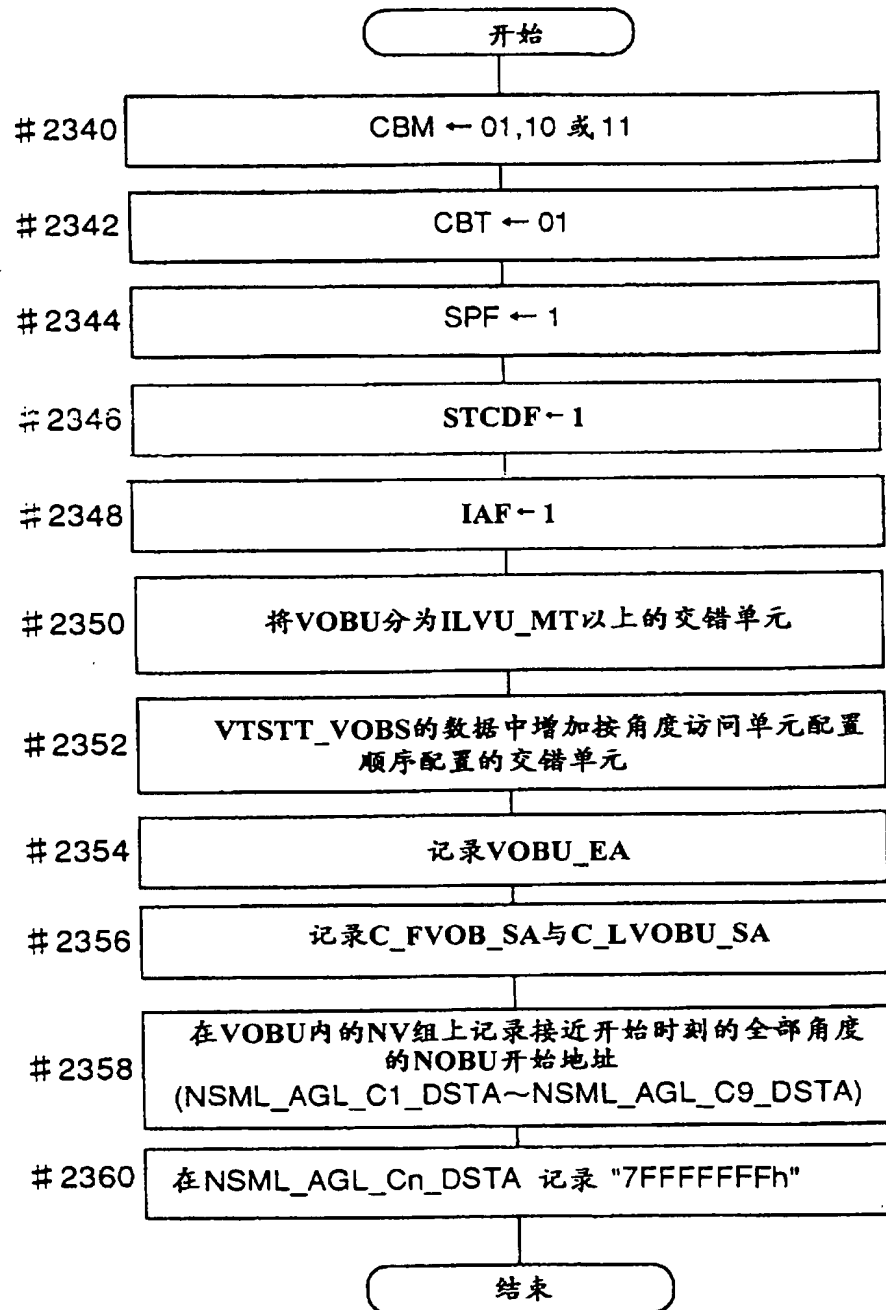 开始
#2340 CBM ← 01,10 或 11
#2342 CBT ← 01
#2344 SPF ← 1
#2346 STCDF ← 1
#2348 IAF ← 1
#2350 将VOBU分为ILVU_MT以上的交错单元
#2352 VTSTT_VOBS的数据中增加按角度访问单元配置
顺序配置的交错单元
#2354 记录VOBU_EA
#2356 记录C_FVOB_SA与C_LVOBU_SA
在VOBU内的NV组上记录接近开始时刻的全部角度
#2358 的NOBU开始地址
(NSML_AGL_C1_DSTA～NSML_AGL_C9_DSTA)
#2360 在NSML_AGL_Cn_DSTA 记录 "7FFFFFFFh"
结束